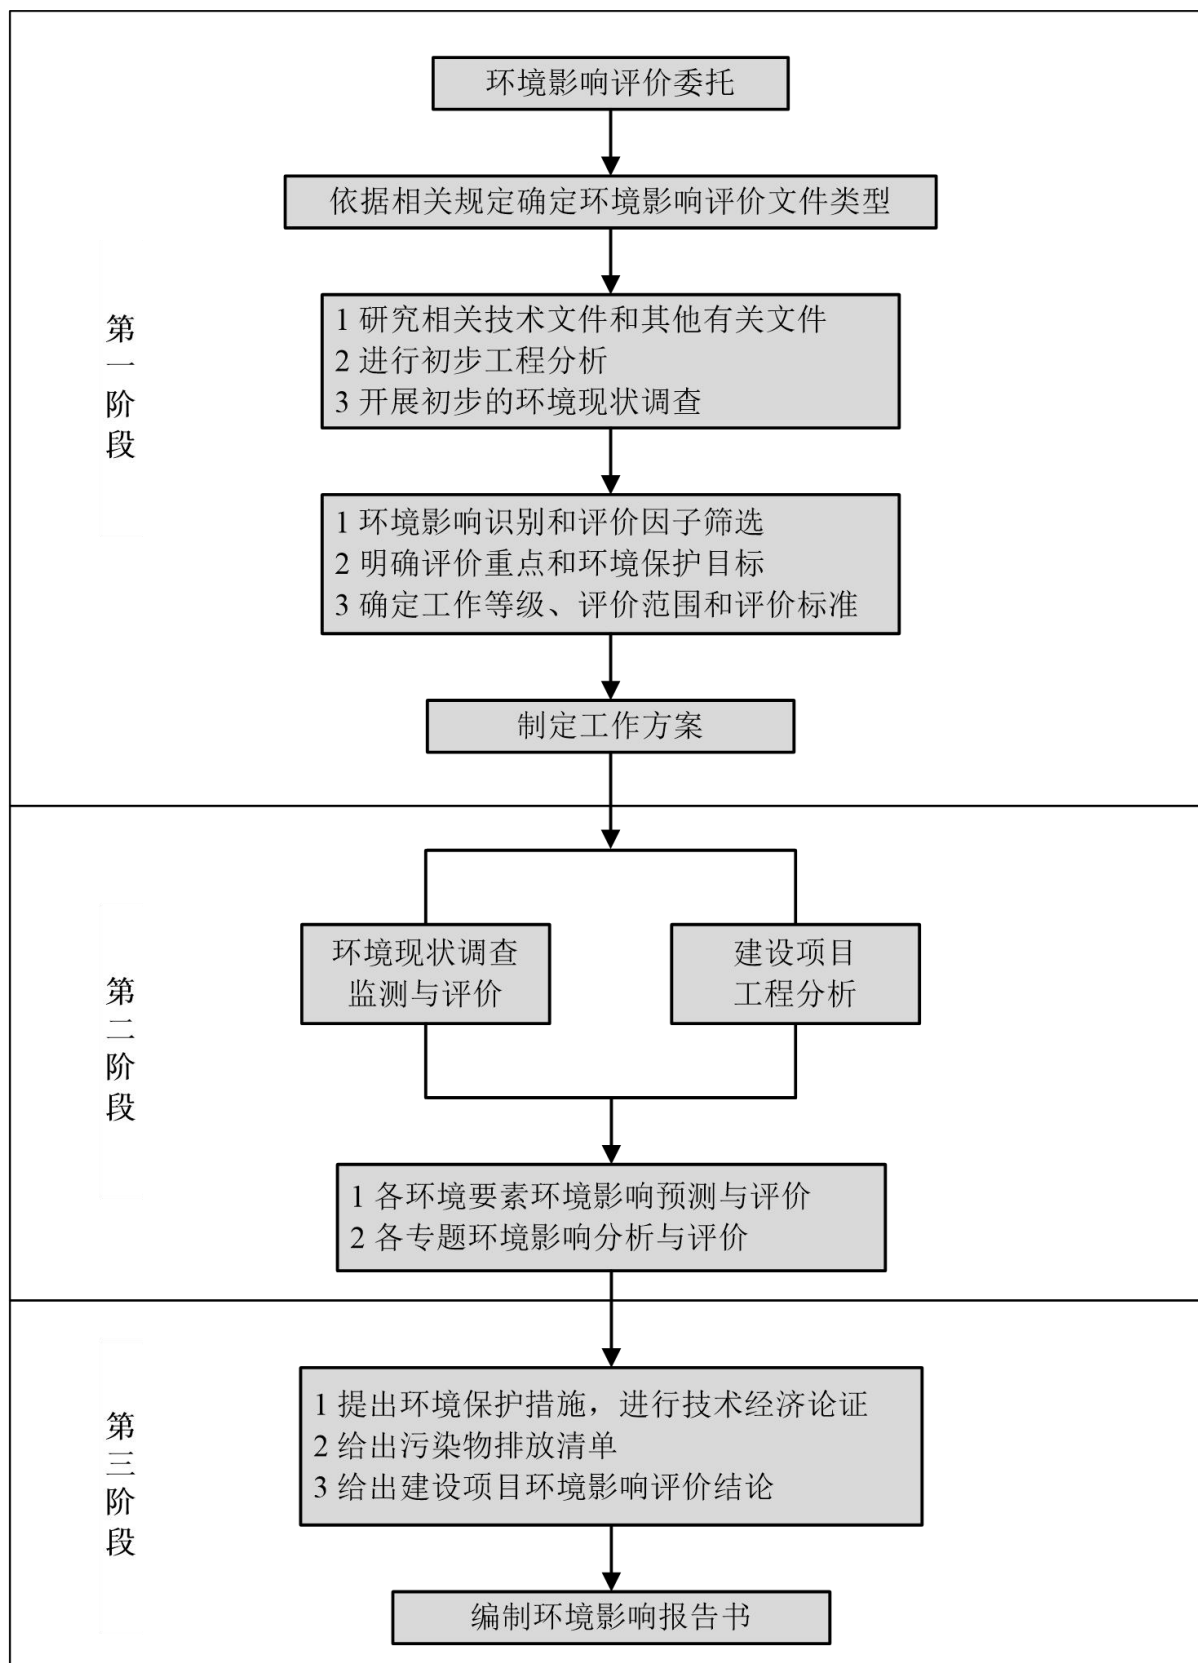 环境影响评价委托
依据相关规定确定环境影响评价文件类型
第一阶段
1 研究相关技术文件和其他有关文件
2 进行初步工程分析
3 开展初步的环境现状调查
1 环境影响识别和评价因子筛选
2 明确评价重点和环境保护目标
3 确定工作等级、评价范围和评价标准
制定工作方案
第二阶段
环境现状调查
监测与评价
建设项目
工程分析
1 各环境要素环境影响预测与评价
2 各专题环境影响分析与评价
第三阶段
1 提出环境保护措施，进行技术经济论证
2 给出污染物排放清单
3 给出建设项目环境影响评价结论
编制环境影响报告书